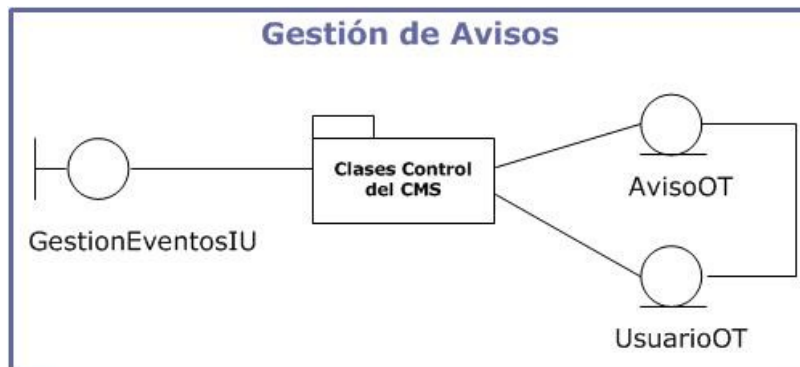 Gestión de Avisos
Clases Control
del CMS
AvisoOT
GestionEventosIU
UsuarioOT